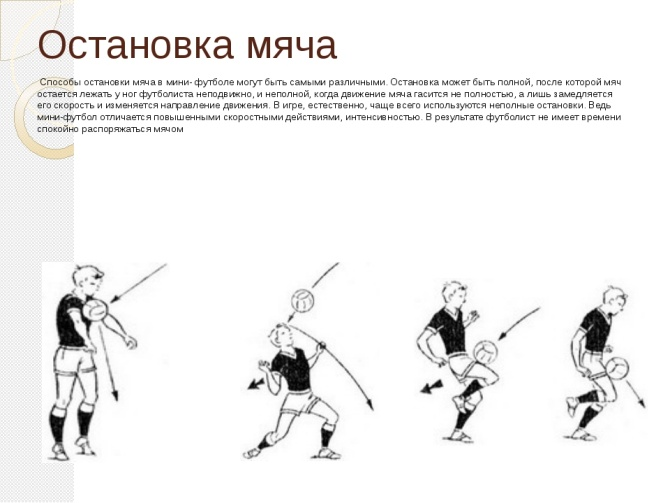 Остановка мяча
Способы остановки мяча в мини- футболе могут быть самыми различными. Остановка может быть полной, после которой мяч
остается лежать у ног футболиста неподвижно, и неполной, когда движение мяча гасится не полностью, а лишь замедляется
его скорость и изменяется направление движения. В игре, естественно, чаще всего используются неполные остановки. Ведь
мини-футбол отличается повышенными скоростными действиями, интенсивностью. В результате футболист не имеет времени
спокойно распоряжаться мячом